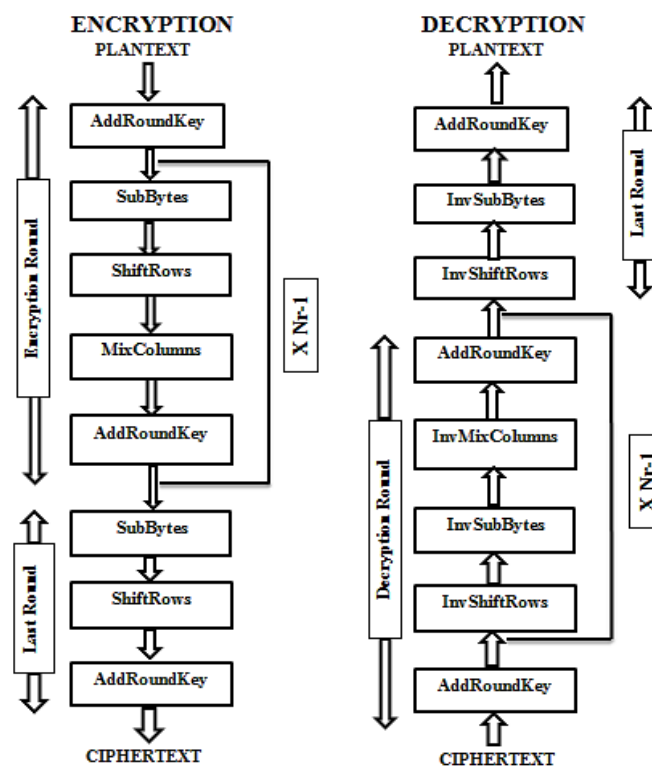 ENCRYPTION
PLANTEXT
AddRoundKey
SubBytes
ShiftRows
MixColumns
AddRoundKey
SubBytes
ShiftRows
AddRoundKey
CIPHERTEXT
Encryption Round
Last Round
X Nr-1
DECRYPTION
PLANTEXT
AddRoundKey
InvSubBytes
InvShiftRows
AddRoundKey
InvMixColumns
InvSubBytes
InvShiftRows
AddRoundKey
CIPHERTEXT
Last Round
Decryption Round
X Nr-1